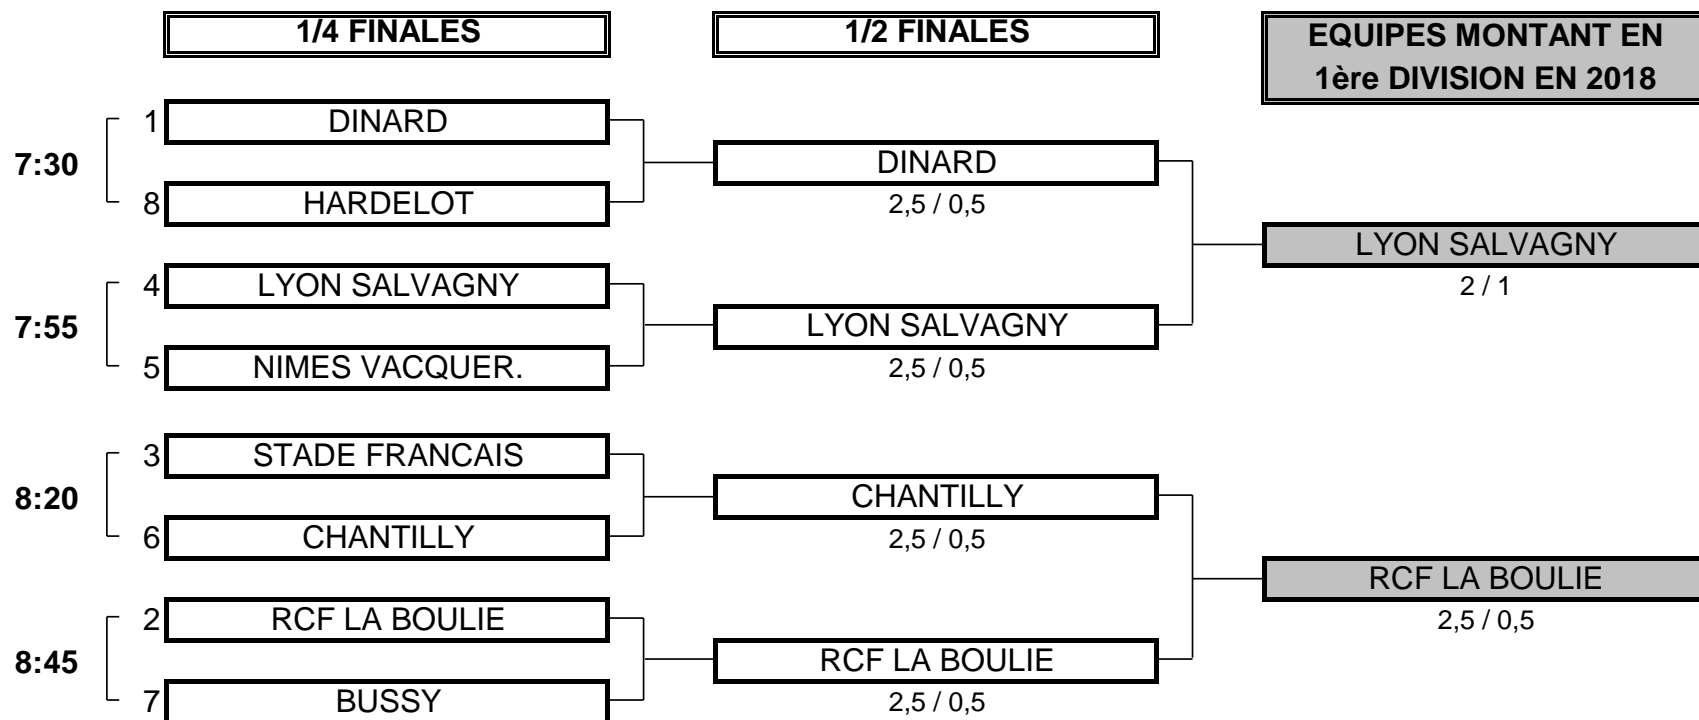 1/4 FINALES
1/2 FINALES
EQUIPES MONTANT EN
1ère DIVISION EN 2018
1 DINARD
7:30
DINARD
8 HARDELOT
2,5 / 0,5
LYON SALVAGNY
4 LYON SALVAGNY
2 / 1
7:55
LYON SALVAGNY
5 NIMES VACQUER.
2,5 / 0,5
3 STADE FRANCAIS
8:20
CHANTILLY
6 CHANTILLY
2,5 / 0,5
RCF LA BOULIE
2 RCF LA BOULIE
2,5 / 0,5
8:45
RCF LA BOULIE
7 BUSSY
2,5 / 0,5